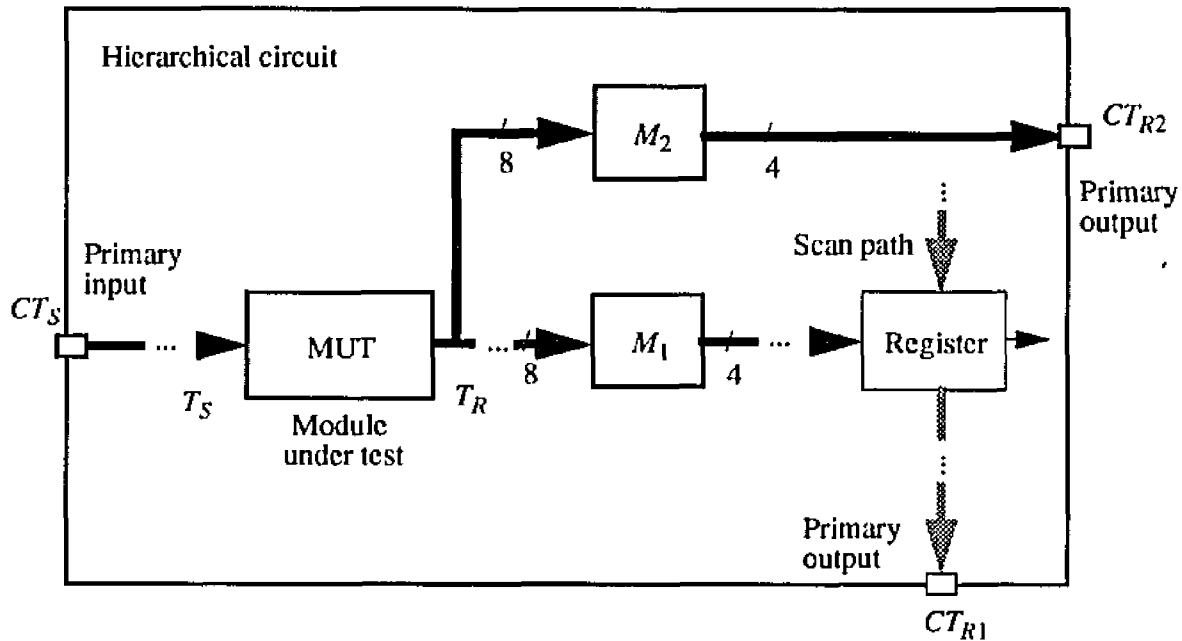 Hierarchical circuit
M2
CTR2
8
4
Primary
output
...
Scan path
Primary
input
CTS
...
MUT
...
8
M1
4
...
Register
TS
TR
Module
under test
...
Primary
output
CTR1